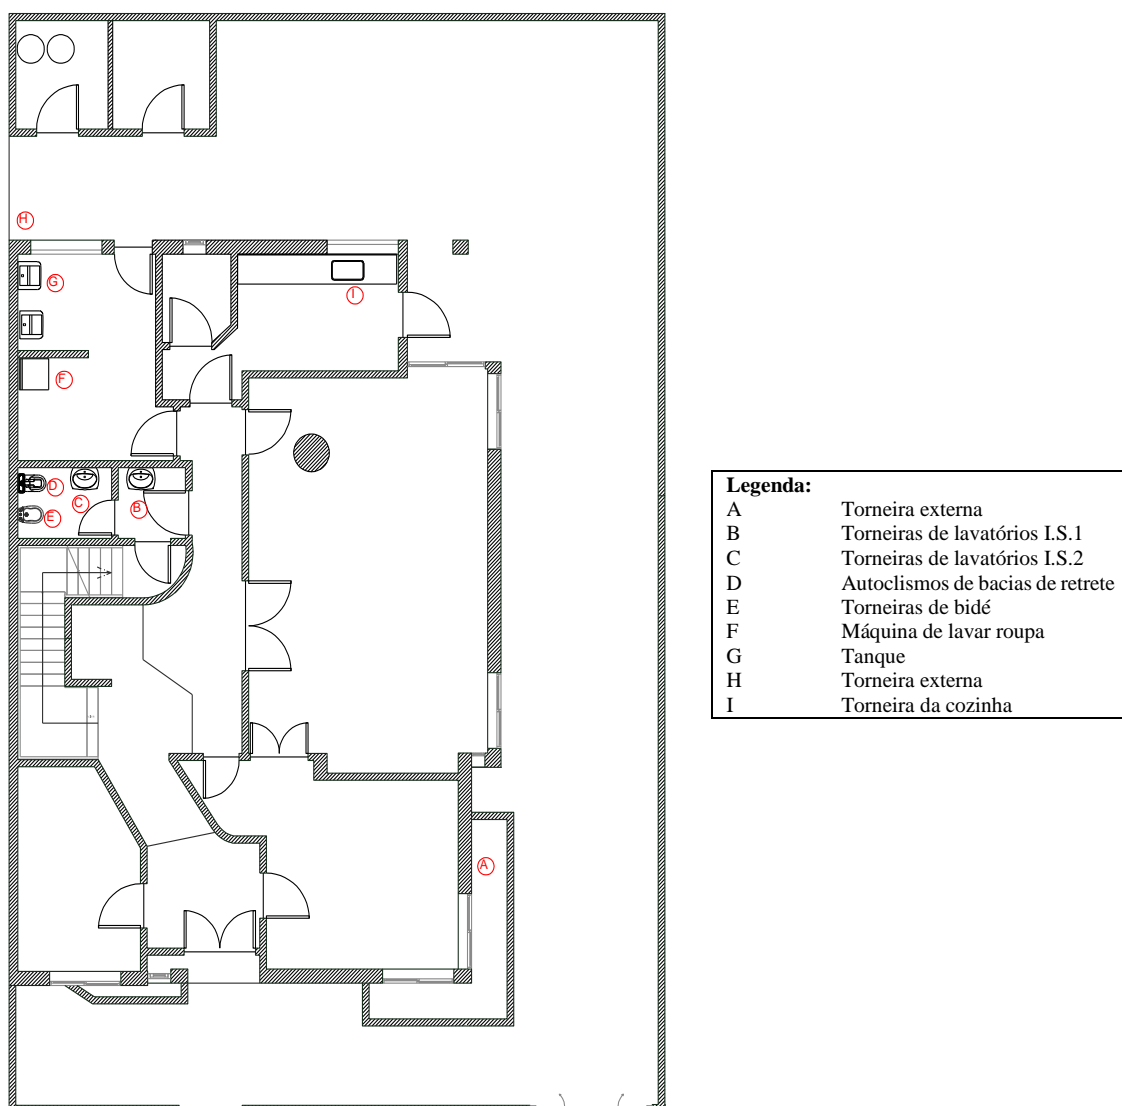 H
G
I
F
D
C
B
E
A
Legenda:
A Torneira externa
B Torneiras de lavatórios I.S.1
C Torneiras de lavatórios I.S.2
D Autoclismos de bacias de retrete
E Torneiras de bidé
F Máquina de lavar roupa
G Tanque
H Torneira externa
I Torneira da cozinha